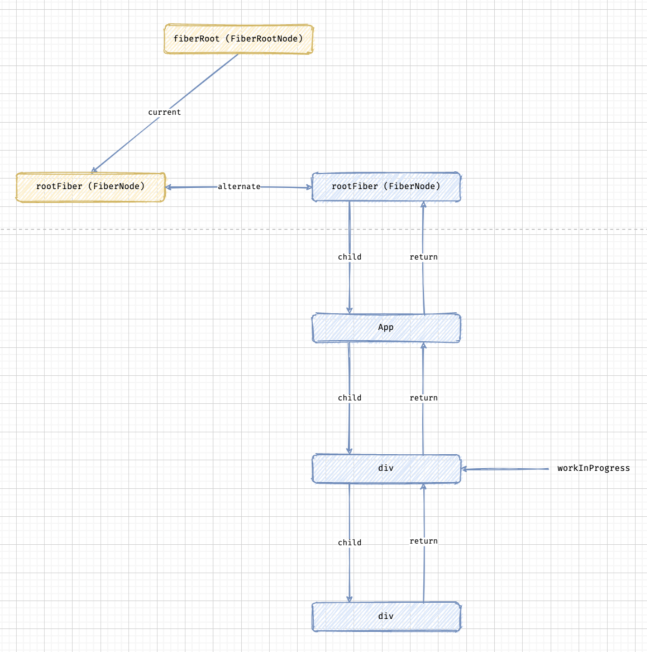 fiberRoot (FiberRootNode)
current
rootFiber (FiberNode)
alternate
rootFiber (FiberNode)
child
return
App
child
return
div
workInProgress
child
return
div